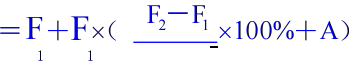 =F₁+F₁×( (F₂−F₁)/ ×100%+A)